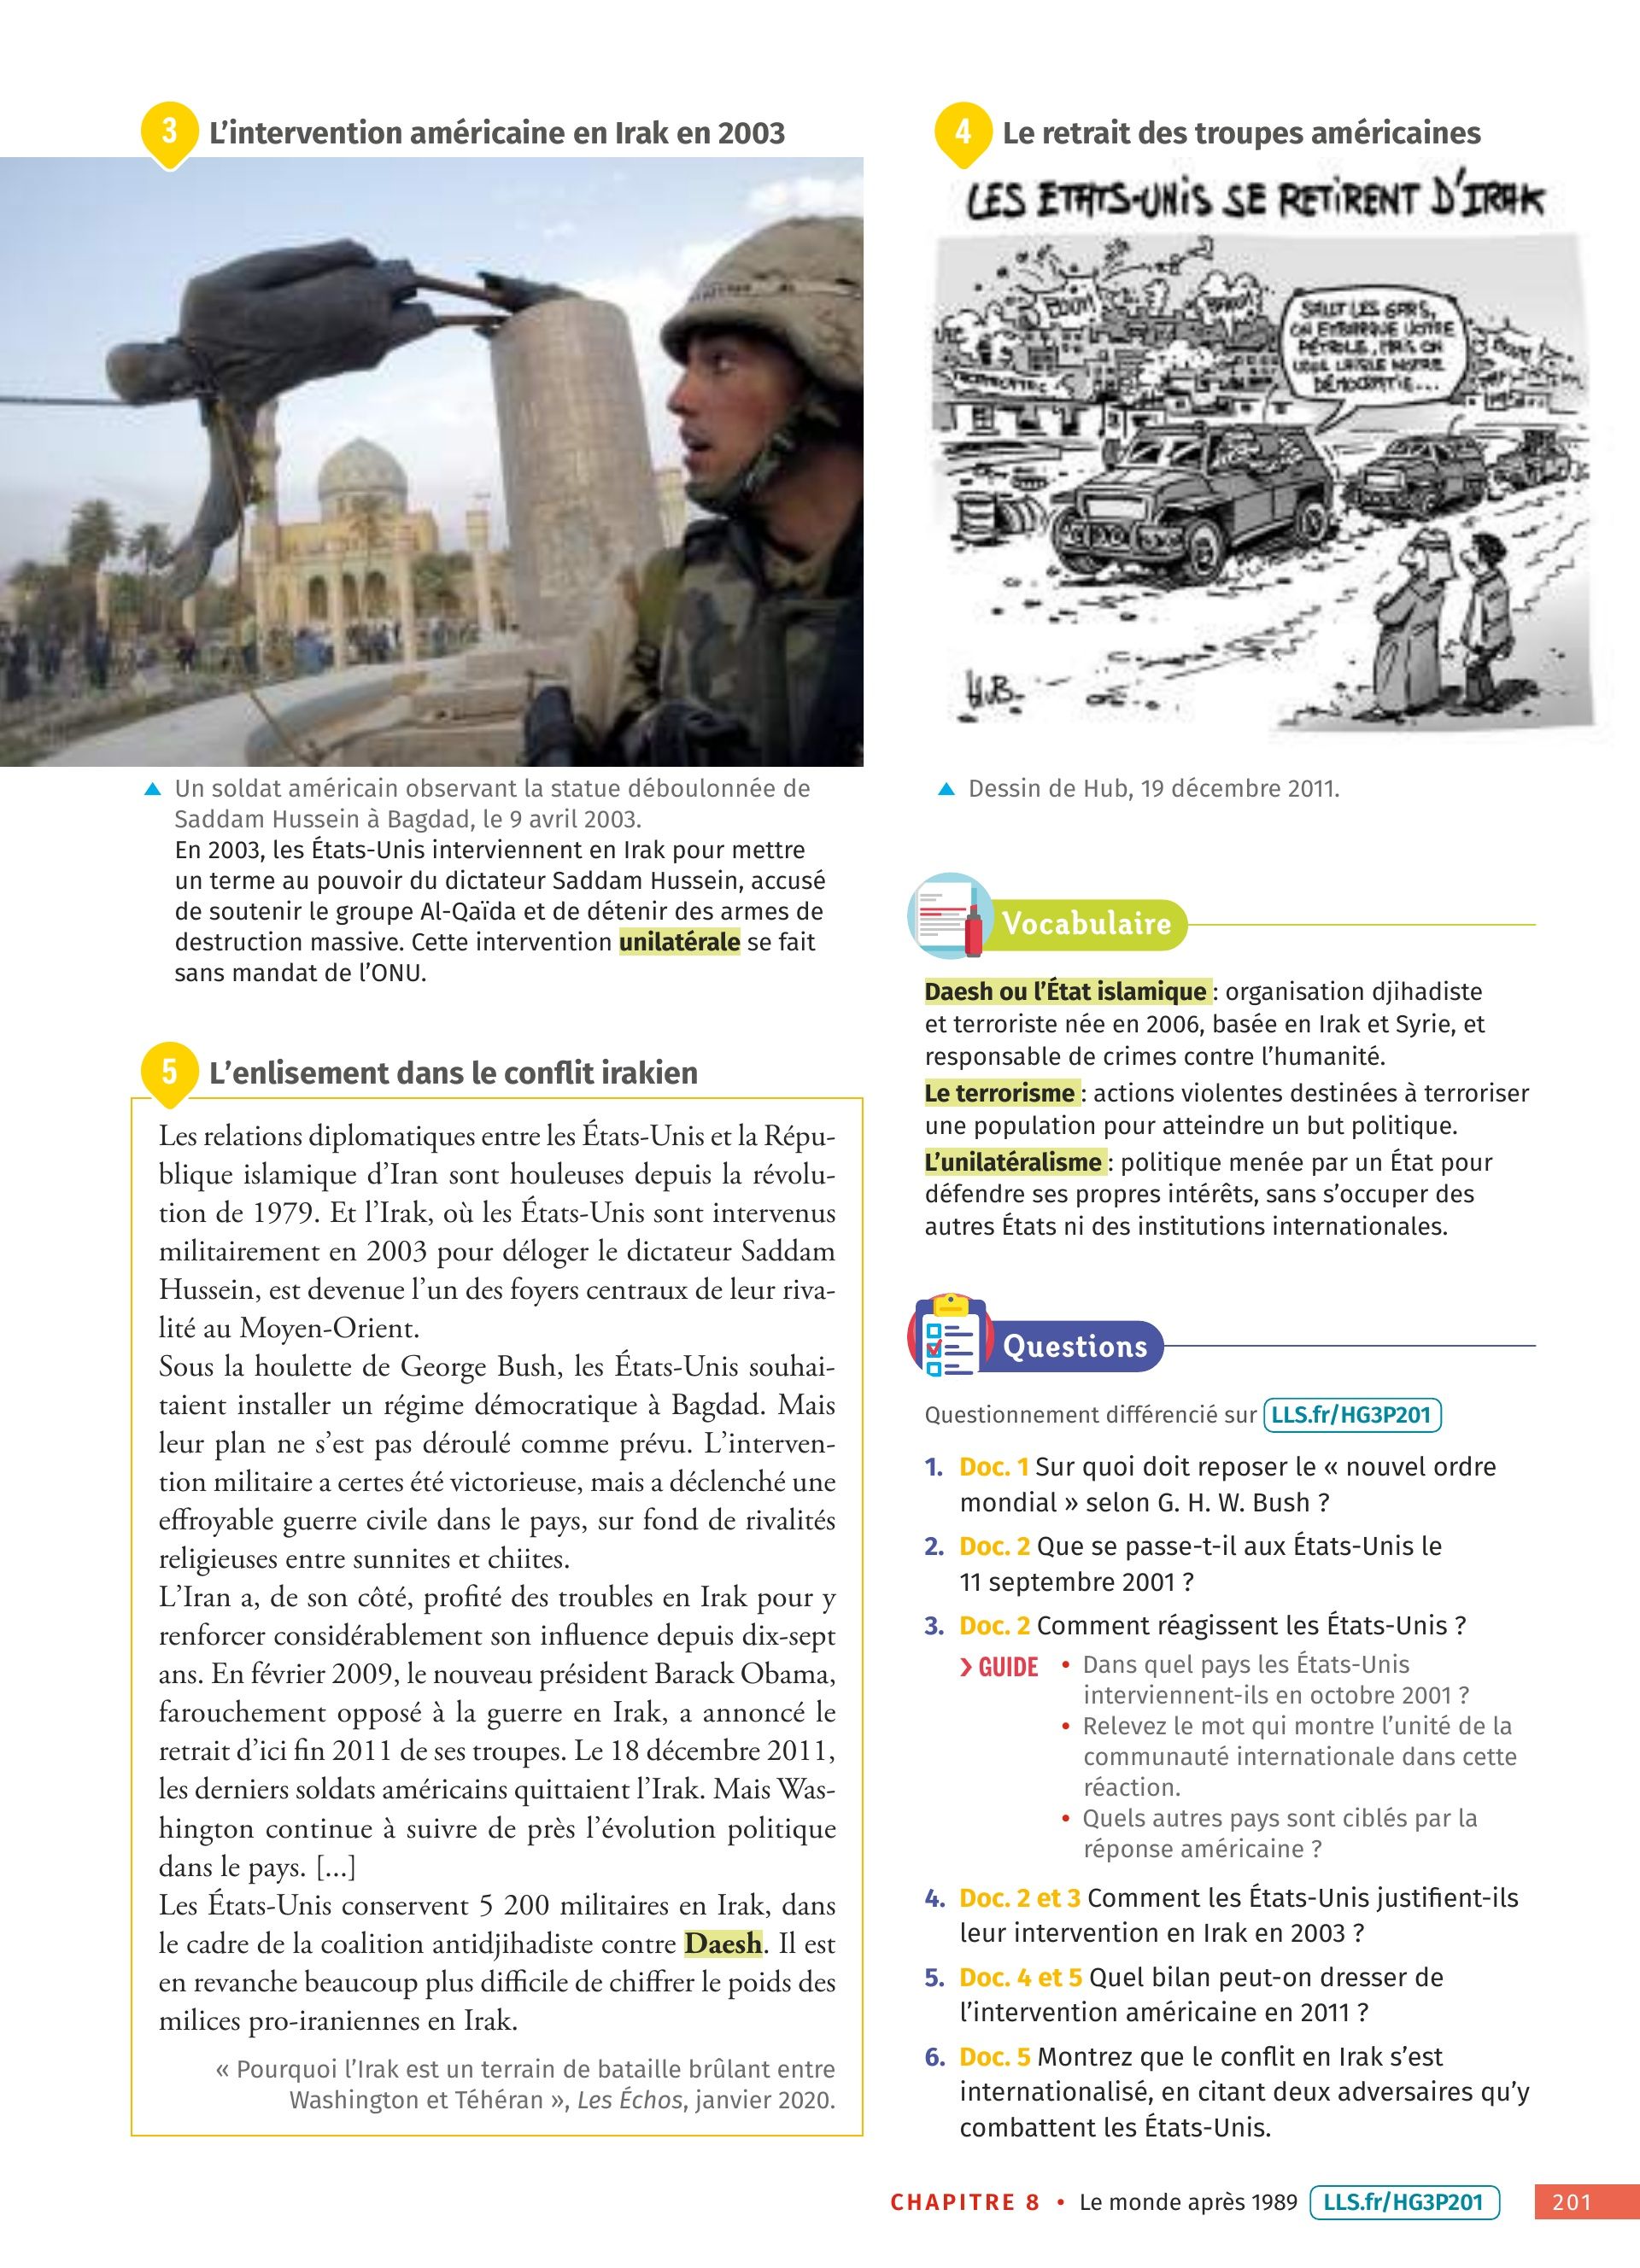 3
L'intervention américaine en Irak en 2003
Un soldat américain observant la statue déboulonnée de
Saddam Hussein à Bagdad, le 9 avril 2003.
En 2003, les États-Unis interviennent en Irak pour mettre
un terme au pouvoir du dictateur Saddam Hussein, accusé
de soutenir le groupe Al-Qaïda et de détenir des armes de
destruction massive. Cette intervention unilatérale se fait
sans mandat de l'ONU.
5
L'enlisement dans le conflit irakien
Les relations diplomatiques entre les États-Unis et la Répu-
blique islamique d'Iran sont houleuses depuis la révolu-
tion de 1979. Et l'Irak, où les États-Unis sont intervenus
militairement en 2003 pour déloger le dictateur Saddam
Hussein, est devenue l'un des foyers centraux de leur riva-
lité au Moyen-Orient.
Sous la houlette de George Bush, les États-Unis souhai-
taient installer un régime démocratique à Bagdad. Mais
leur plan ne s'est pas déroulé comme prévu. L'interven-
tion militaire a certes été victorieuse, mais a déclenché une
effroyable guerre civile dans le pays, sur fond de rivalités
religieuses entre sunnites et chiites.
L'Iran a, de son côté, profité des troubles en Irak pour y
renforcer considérablement son influence depuis dix-sept
ans. En février 2009, le nouveau président Barack Obama,
farouchement opposé à la guerre en Irak, a annoncé le
retrait d'ici fin 2011 de ses troupes. Le 18 décembre 2011,
les derniers soldats américains quittaient l'Irak. Mais Was-
hington continue à suivre de près l'évolution politique
dans le pays. [...]
Les États-Unis conservent 5 200 militaires en Irak, dans
le cadre de la coalition antidjihadiste contre Daesh. Il est
en revanche beaucoup plus difficile de chiffrer le poids des
milices pro-iraniennes en Irak.
« Pourquoi l'Irak est un terrain de bataille brûlant entre
Washington et Téhéran », Les Échos, janvier 2020.
4
Le retrait des troupes américaines
LES ETATS-UNIS SE RETIRENT D'IRAK
BOUM
SALUT LES GARS,
ON EMBARQUE VOTRE
PÉTROLE, MAIS ON
VOUS LAISSE NOTRE
DÉMOCRATIE...
HUB
Dessin de Hub, 19 décembre 2011.
Vocabulaire
Daesh ou l'État islamique : organisation djihadiste
et terroriste née en 2006, basée en Irak et Syrie, et
responsable de crimes contre l'humanité.
Le terrorisme : actions violentes destinées à terroriser
une population pour atteindre un but politique.
L'unilatéralisme : politique menée par un État pour
défendre ses propres intérêts, sans s'occuper des
autres États ni des institutions internationales.
Questions
Questionnement différencié sur LLS.fr/HG3P201
1. Doc. 1 Sur quoi doit reposer le « nouvel ordre
mondial » selon G. H. W. Bush ?
2. Doc. 2 Que se passe-t-il aux États-Unis le
11 septembre 2001 ?
3. Doc. 2 Comment réagissent les États-Unis ?
> GUIDE • Dans quel pays les États-Unis
interviennent-ils en octobre 2001 ?
• Relevez le mot qui montre l'unité de la
communauté internationale dans cette
réaction.
• Quels autres pays sont ciblés par la
réponse américaine ?
4. Doc. 2 et 3 Comment les États-Unis justifient-ils
leur intervention en Irak en 2003 ?
5. Doc. 4 et 5 Quel bilan peut-on dresser de
l'intervention américaine en 2011 ?
6. Doc. 5 Montrez que le conflit en Irak s'est
internationalisé, en citant deux adversaires qu'y
combattent les États-Unis.
CHAPITRE 8 • Le monde après 1989 LLS.fr/HG3P201 201